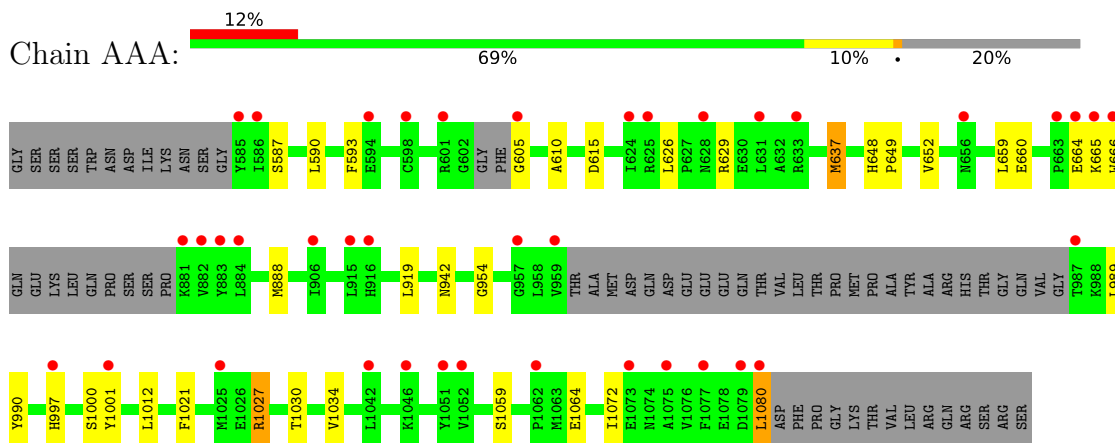 12%
Chain AAA:
69% 10% • 20%
GLY SER SER SER TRP ASN ASP ILE LYS ASN SER GLY Y585 I586 S587 L590 F593 E594 C598 R601 G602 GLY PHE G605 A610 D615 I624 R625 L626 P627 N628 R629 E630 L631 A632 R633 M637 H648 P649 V652 N656 L659 E660 P663 E664 K665 W666
GLN GLU LYS LEU GLN PRO SER SER PRO K881 V882 Y883 L884 M888 I906 L915 H916 L919 N942 G954 G957 L958 V959 THR ALA MET ASP GLN ASP GLU GLU GLU THR VAL LEU THR PRO MET PRO ALA TYR ALA ARG HIS THR GLY GLN VAL GLY T987 K988 L989
Y990 H997 S1000 Y1001 L1012 F1021 M1025 E1026 R1027 T1030 V1034 L1042 K1046 Y1051 V1052 S1059 P1062 M1063 E1064 I1072 E1073 N1074 A1075 V1076 F1077 E1078 D1079 L1080 ASP PHE PRO GLY LYS THR VAL LEU ARG GLN ARG SER ARG SER